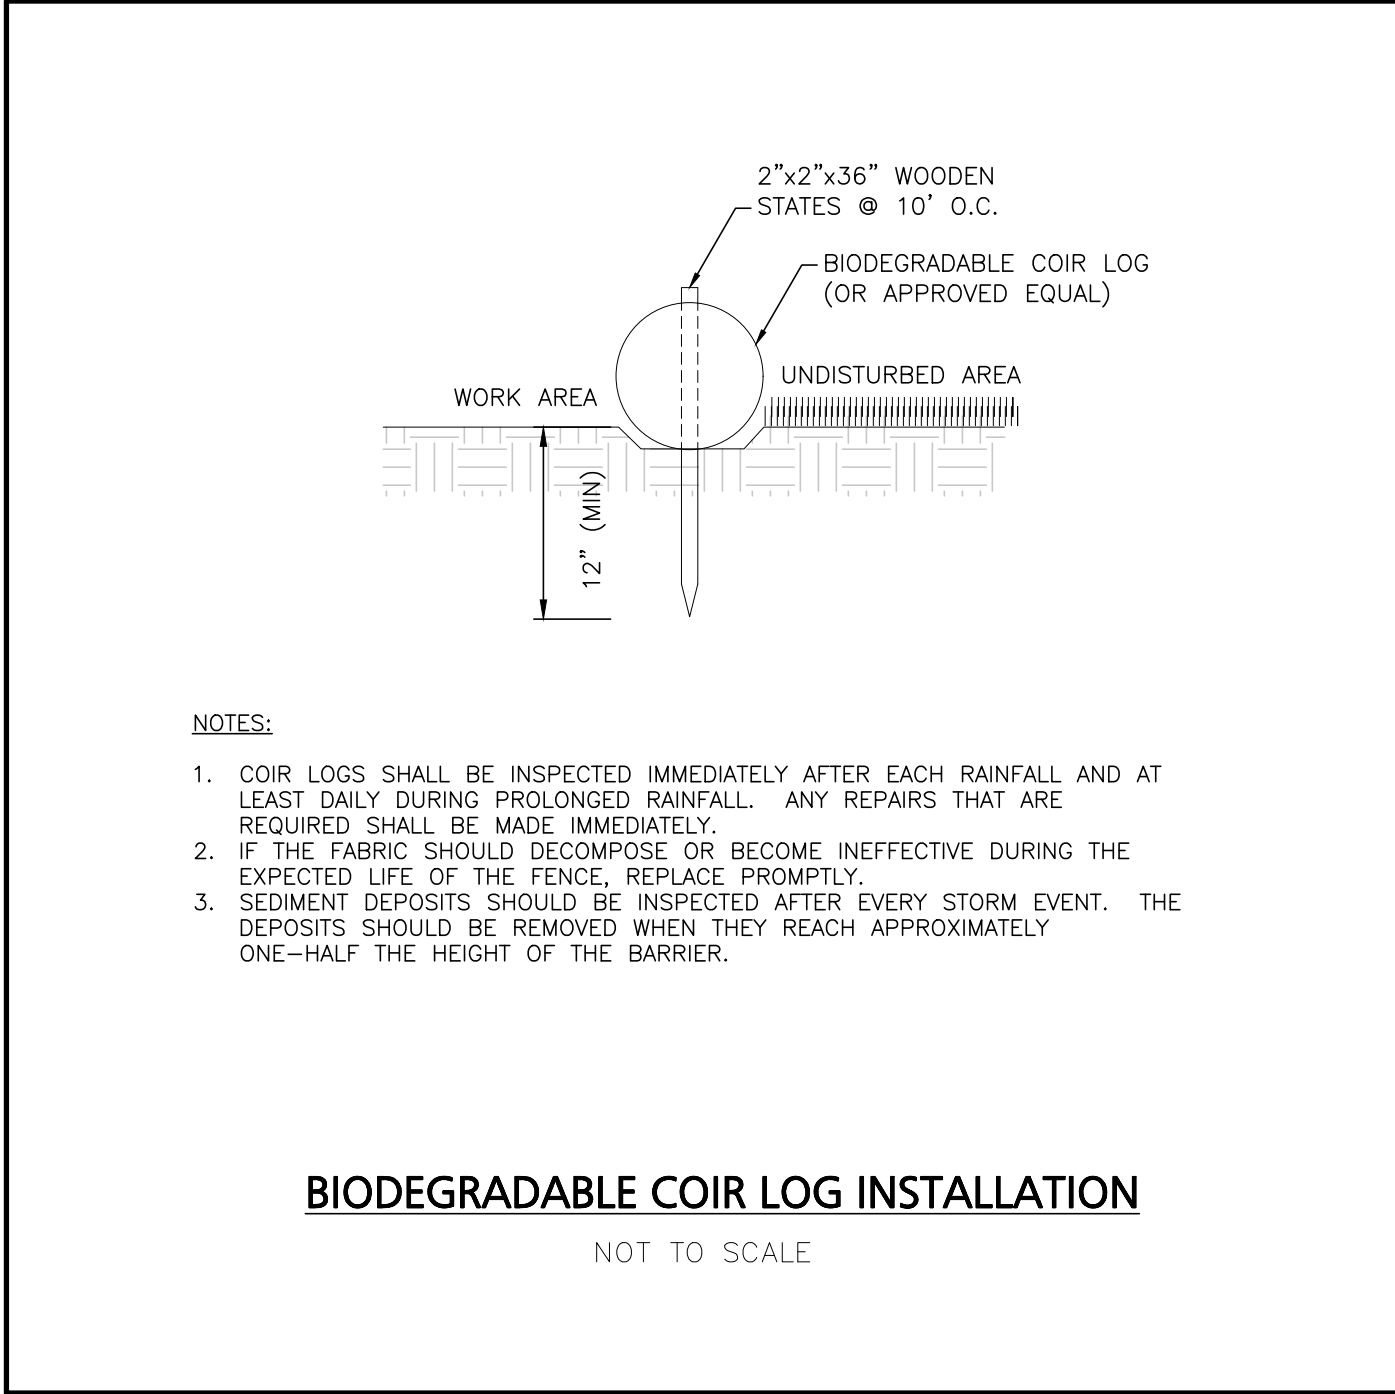 2”x2”x36” WOODEN
STATES @ 10’ O.C.
BIODEGRADABLE COIR LOG
(OR APPROVED EQUAL)
UNDISTURBED AREA
WORK AREA
12” (MIN)
NOTES:
1. COIR LOGS SHALL BE INSPECTED IMMEDIATELY AFTER EACH RAINFALL AND AT
LEAST DAILY DURING PROLONGED RAINFALL. ANY REPAIRS THAT ARE
REQUIRED SHALL BE MADE IMMEDIATELY.
2. IF THE FABRIC SHOULD DECOMPOSE OR BECOME INEFFECTIVE DURING THE
EXPECTED LIFE OF THE FENCE, REPLACE PROMPTLY.
3. SEDIMENT DEPOSITS SHOULD BE INSPECTED AFTER EVERY STORM EVENT. THE
DEPOSITS SHOULD BE REMOVED WHEN THEY REACH APPROXIMATELY
ONE-HALF THE HEIGHT OF THE BARRIER.
BIODEGRADABLE COIR LOG INSTALLATION
NOT TO SCALE